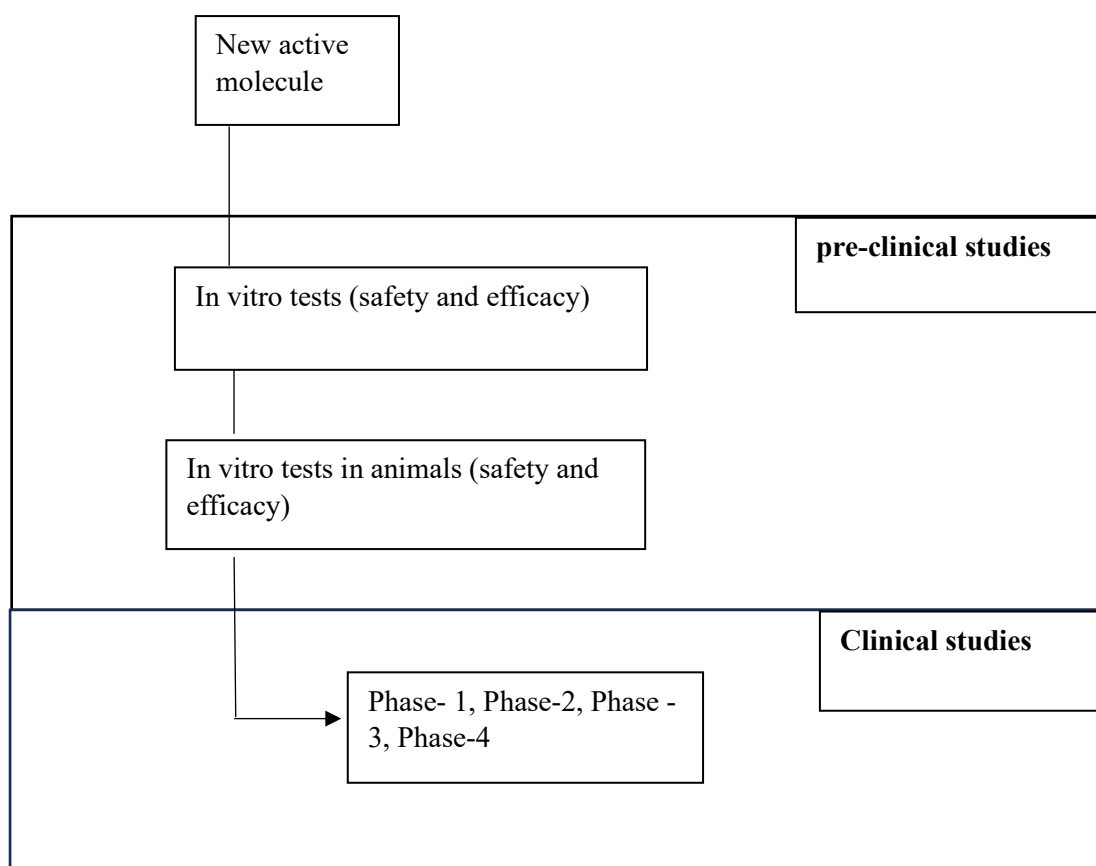 New active
molecule
pre-clinical studies
In vitro tests (safety and efficacy)
In vitro tests in animals (safety and
efficacy)
Clinical studies
Phase- 1, Phase-2, Phase -
3, Phase-4